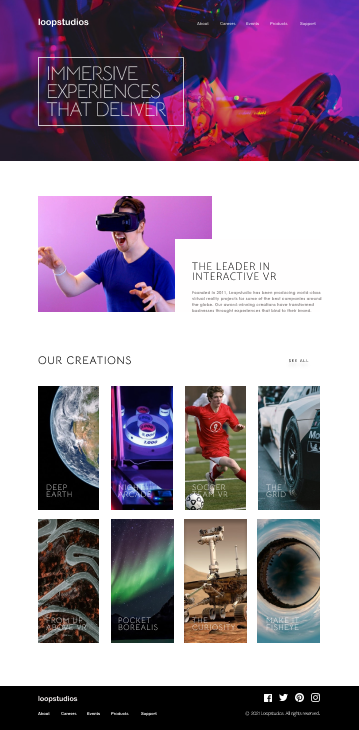 loopstudios
About Careers Events Products Support
IMMERSIVE
EXPERIENCES
THAT DELIVER
THE LEADER IN
INTERACTIVE VR
Founded in 2011, Loopstudios has been producing world-class
virtual reality projects for some of the best companies around
the globe. Our award-winning creations have transformed
businesses through experiences that bind to their brand.
OUR CREATIONS
SEE ALL
DEEP
EARTH
NIGHT
ARCADE
SOCCER
TEAM VR
THE
GRID
FROM UP
ABOVE VR
POCKET
BOREALIS
THE
CURIOSITY
MAKE IT
FISHEYE
loopstudios
About Careers Events Products Support
© 2021 Loopstudios. All rights reserved.